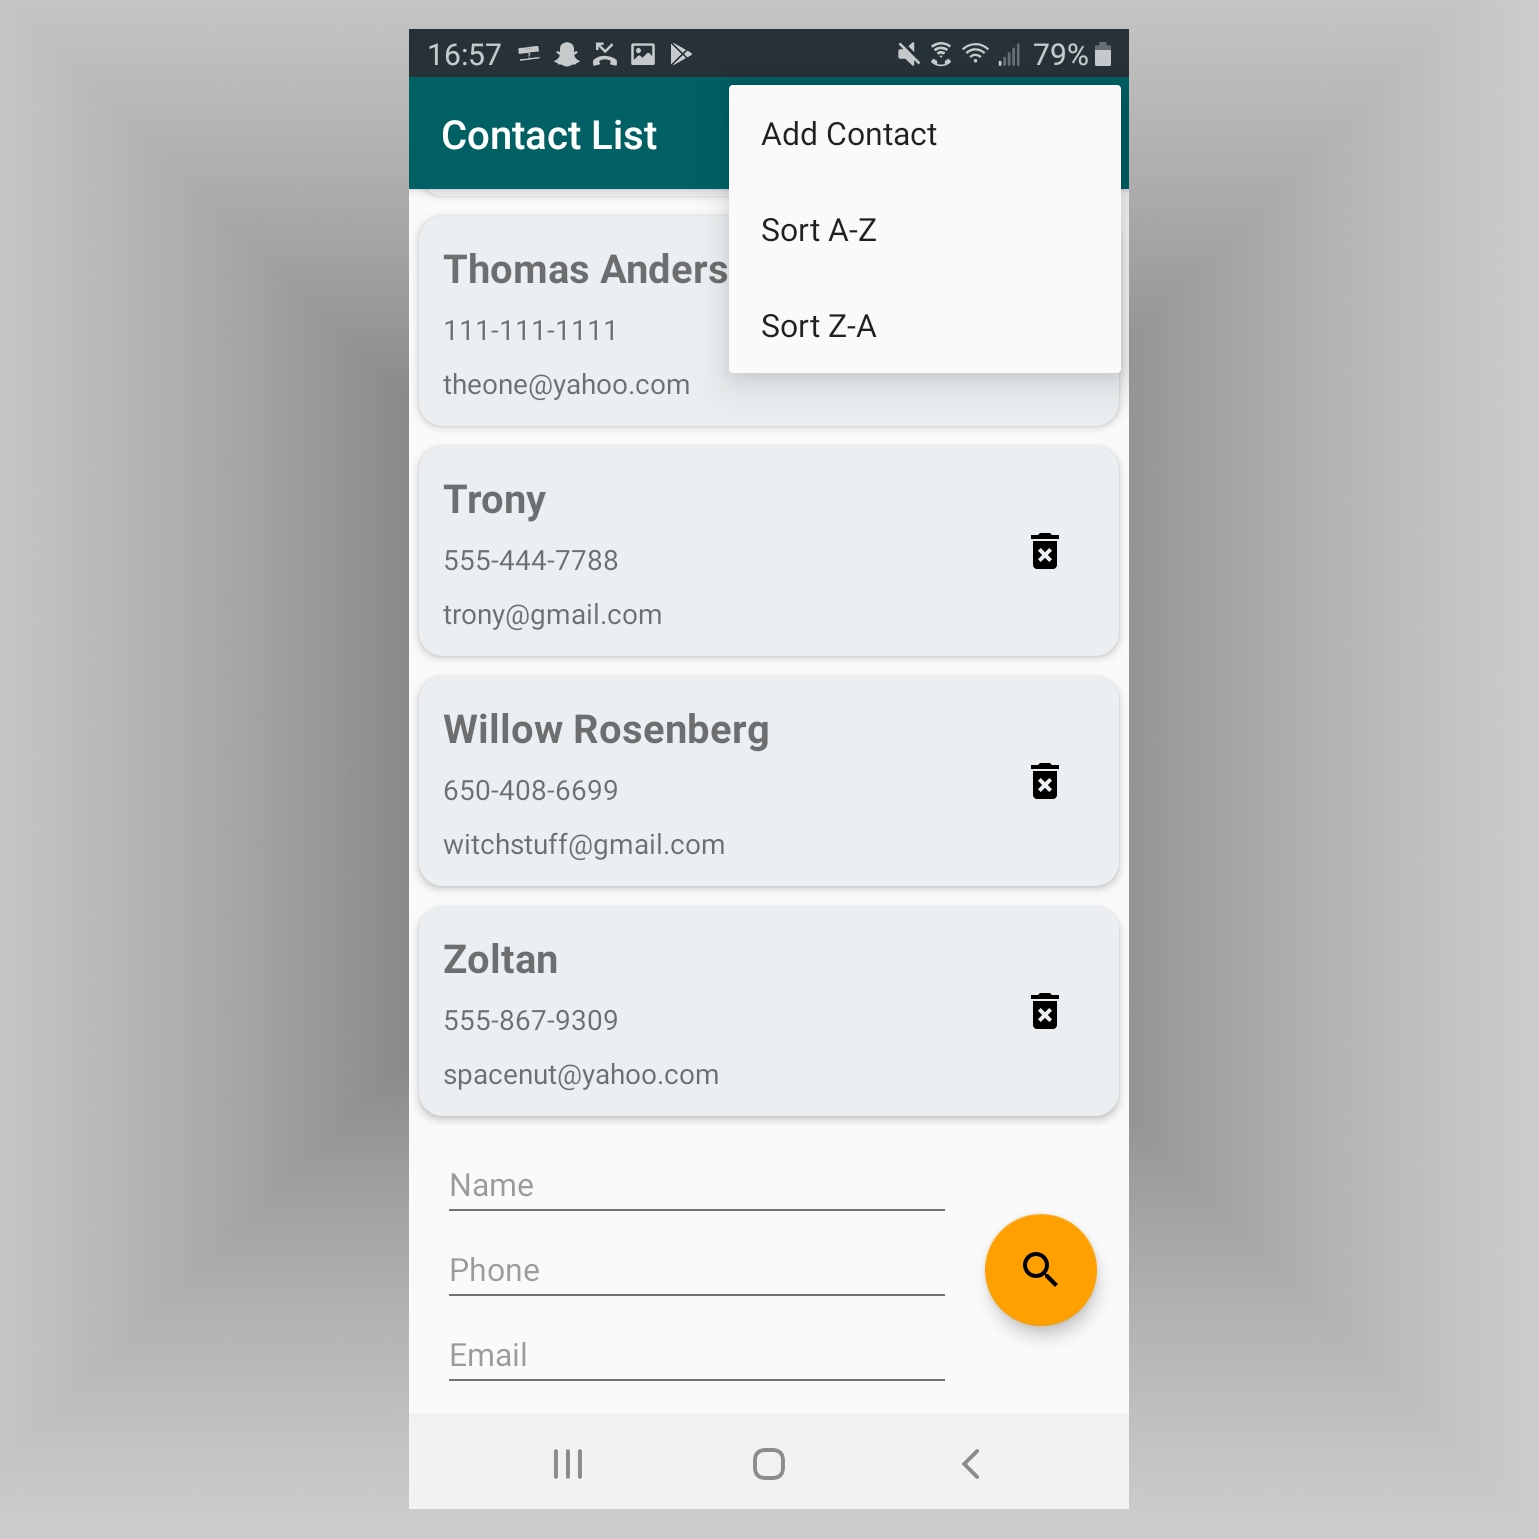 16:57
79%
Contact List
Add Contact
Sort A-Z
Sort Z-A
Thomas Anders
111-111-1111
theone@yahoo.com
Trony
555-444-7788
trony@gmail.com
Willow Rosenberg
650-408-6699
witchstuff@gmail.com
Zoltan
555-867-9309
spacenut@yahoo.com
Name
Phone
Email